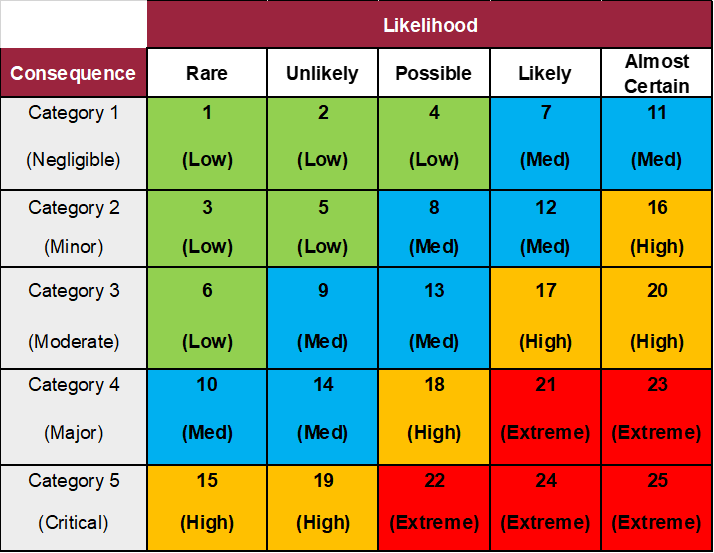 Likelihood
Consequence Rare Unlikely Possible Likely Almost Certain
Category 1 1 2 4 7 11
(Negligible) (Low) (Low) (Low) (Med) (Med)
Category 2 3 5 8 12 16
(Minor) (Low) (Low) (Med) (Med) (High)
Category 3 6 9 13 17 20
(Moderate) (Low) (Med) (Med) (High) (High)
Category 4 10 14 18 21 23
(Major) (Med) (Med) (High) (Extreme) (Extreme)
Category 5 15 19 22 24 25
(Critical) (High) (High) (Extreme) (Extreme) (Extreme)